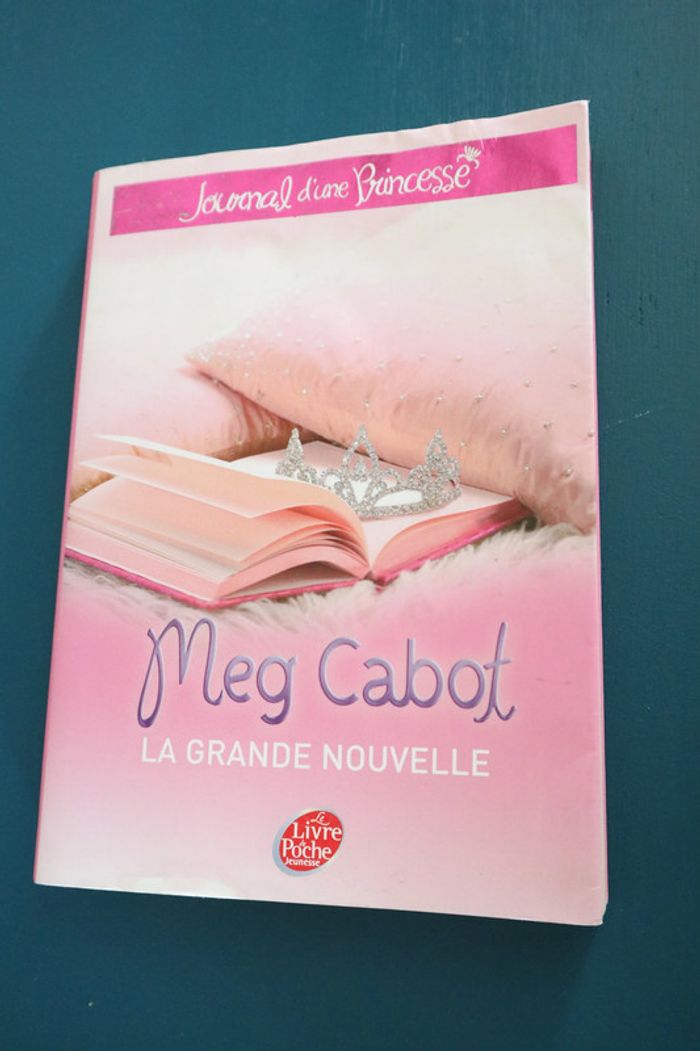 Journal d'une Princesse
Meg Cabot
LA GRANDE NOUVELLE
Le
Livre
de
Poche
Jeunesse